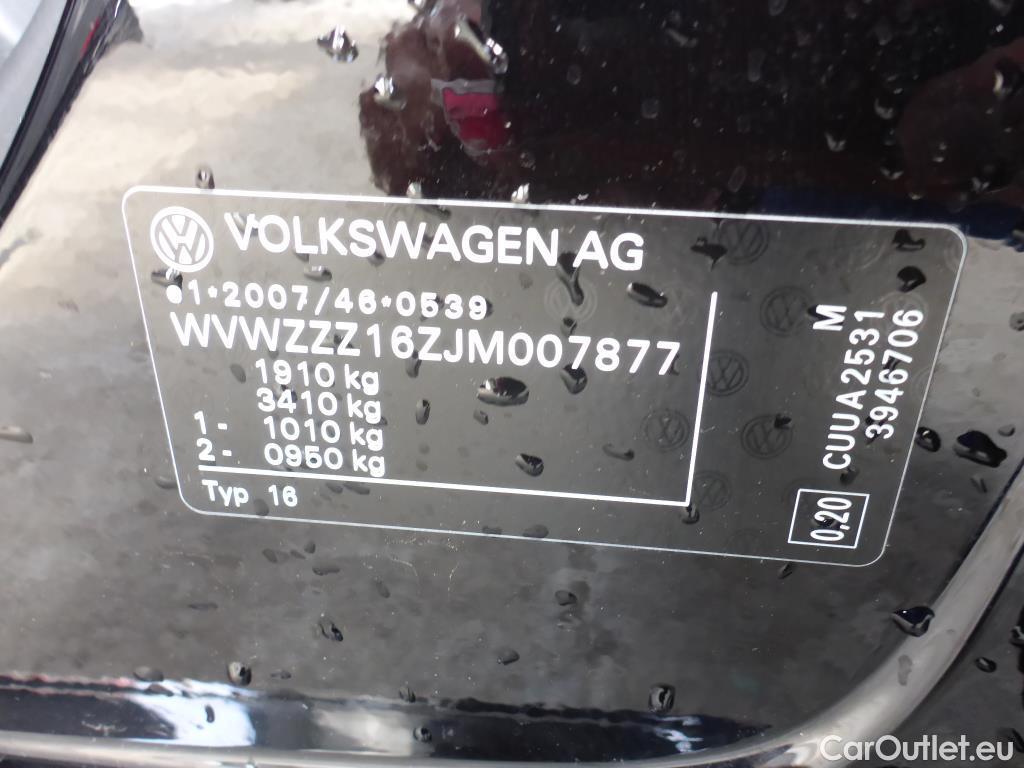 VOLKSWAGEN AG
e1*2007/46*0539
WVWZZZ16ZJM007877
1910 kg
3410 kg
1- 1010 kg
2- 0950 kg
Typ 16
M
CUUA2531
3946706
0,20
CarOutlet.eu